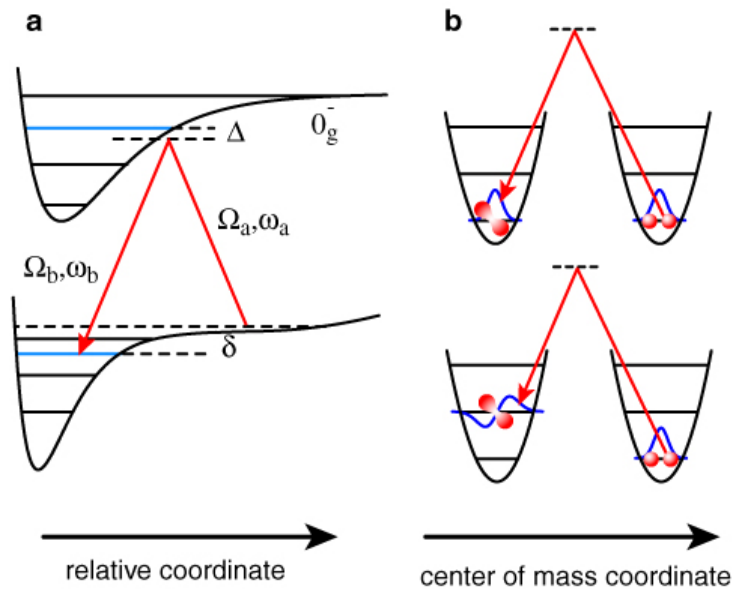 a
b
Δ
0g-
Ωa,ωa
Ωb,ωb
δ
relative coordinate
center of mass coordinate